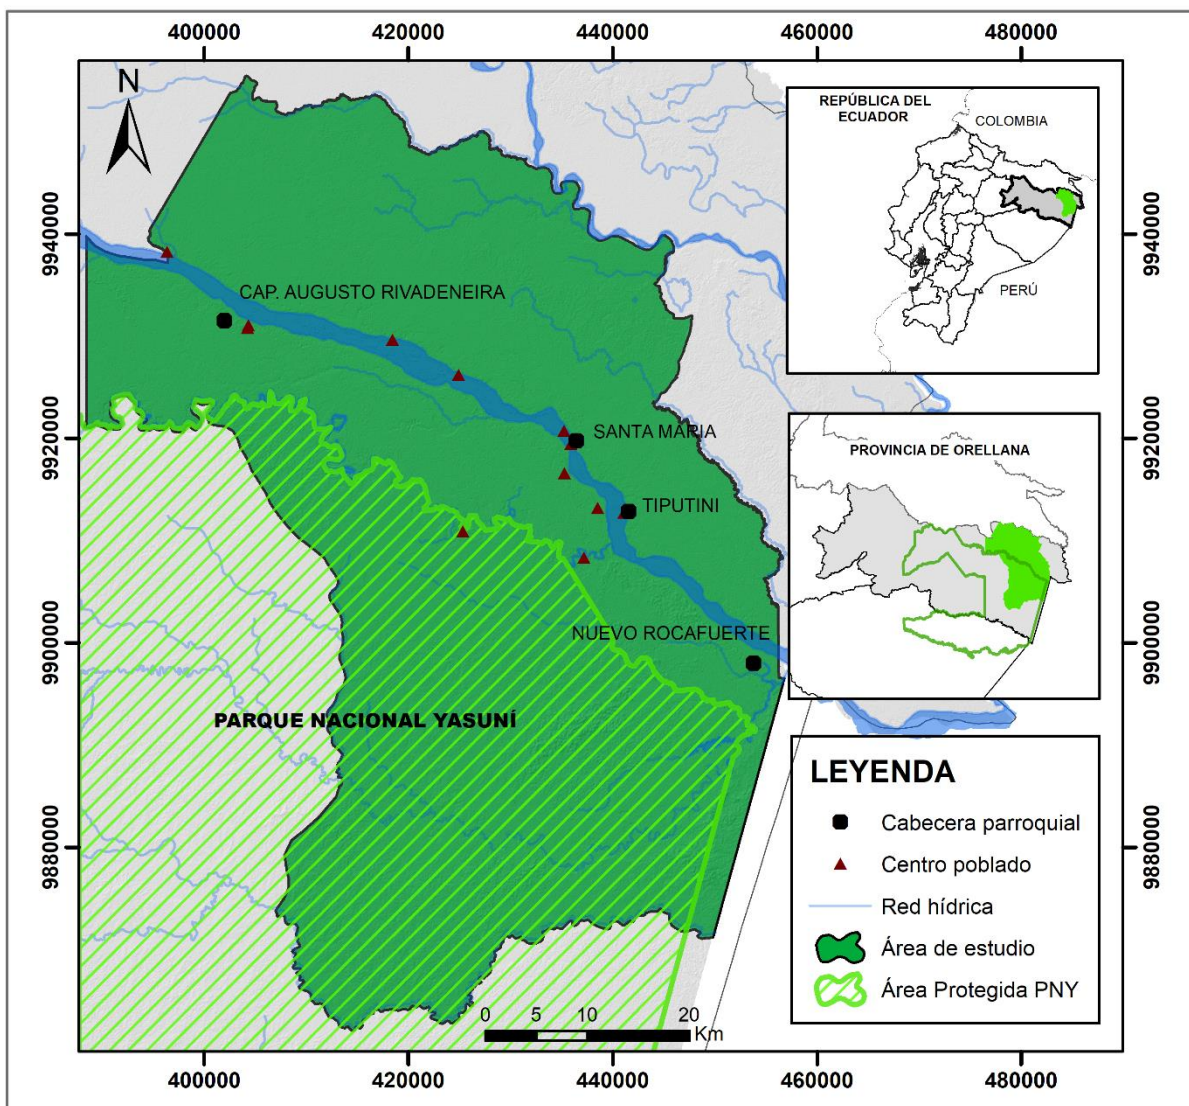 400000 420000 440000 460000 480000
N
9940000
9920000
9900000
9880000
CAP. AUGUSTO RIVADENEIRA
SANTA MARIA
TIPUTINI
NUEVO ROCAFUERTE
PARQUE NACIONAL YASUNÍ
0 5 10 20
Km
REPÚBLICA DEL
ECUADOR
COLOMBIA
PERÚ
PROVINCIA DE ORELLANA
LEYENDA
Cabecera parroquial
Centro poblado
Red hídrica
Área de estudio
Área Protegida PNY
9940000
9920000
9900000
9880000
400000 420000 440000 460000 480000